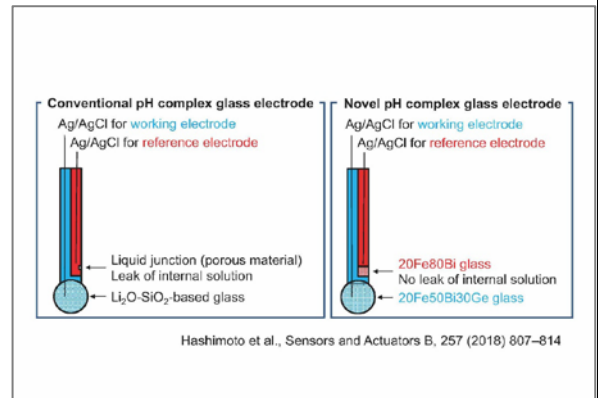 Conventional pH complex glass electrode
Ag/AgCl for working electrode
Ag/AgCl for reference electrode
Liquid junction (porous material)
Leak of internal solution
Li₂O-SiO₂-based glass
Novel pH complex glass electrode
Ag/AgCl for working electrode
Ag/AgCl for reference electrode
20Fe80Bi glass
No leak of internal solution
20Fe50Bi30Ge glass
Hashimoto et al., Sensors and Actuators B, 257 (2018) 807–814